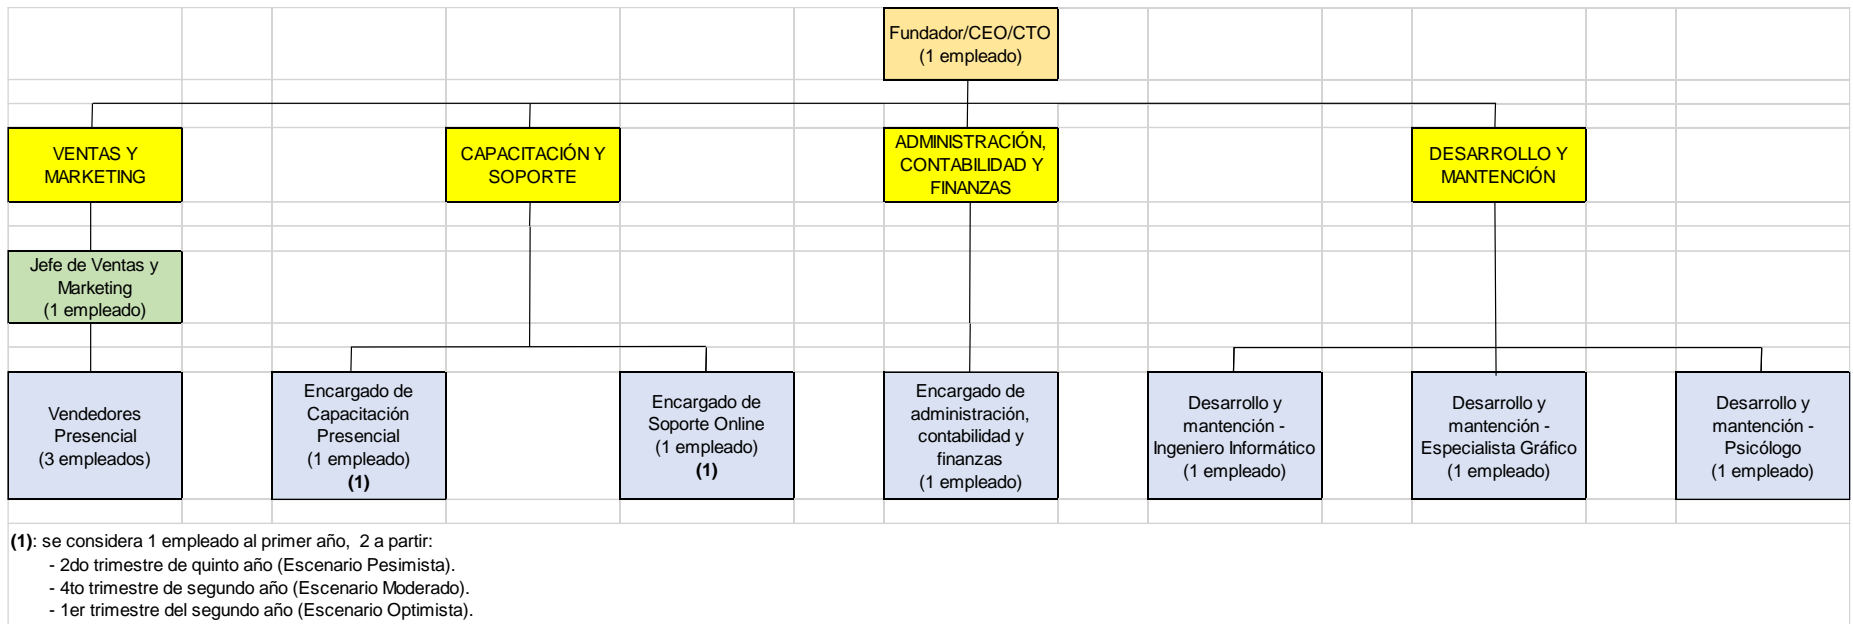 Fundador/CEO/CTO
(1 empleado)
VENTAS Y
MARKETING
CAPACITACIÓN Y
SOPORTE
ADMINISTRACIÓN,
CONTABILIDAD Y
FINANZAS
DESARROLLO Y
MANTENCIÓN
Jefe de Ventas y
Marketing
(1 empleado)
Vendedores
Presencial
(3 empleados)
Encargado de
Capacitación
Presencial
(1 empleado)
(1)
Encargado de
Soporte Online
(1 empleado)
(1)
Encargado de
administración,
contabilidad y
finanzas
(1 empleado)
Desarrollo y
mantención -
Ingeniero Informático
(1 empleado)
Desarrollo y
mantención -
Especialista Gráfico
(1 empleado)
Desarrollo y
mantención -
Psicólogo
(1 empleado)
(1): se considera 1 empleado al primer año, 2 a partir:
- 2do trimestre de quinto año (Escenario Pesimista).
- 4to trimestre de segundo año (Escenario Moderado).
- 1er trimestre del segundo año (Escenario Optimista).